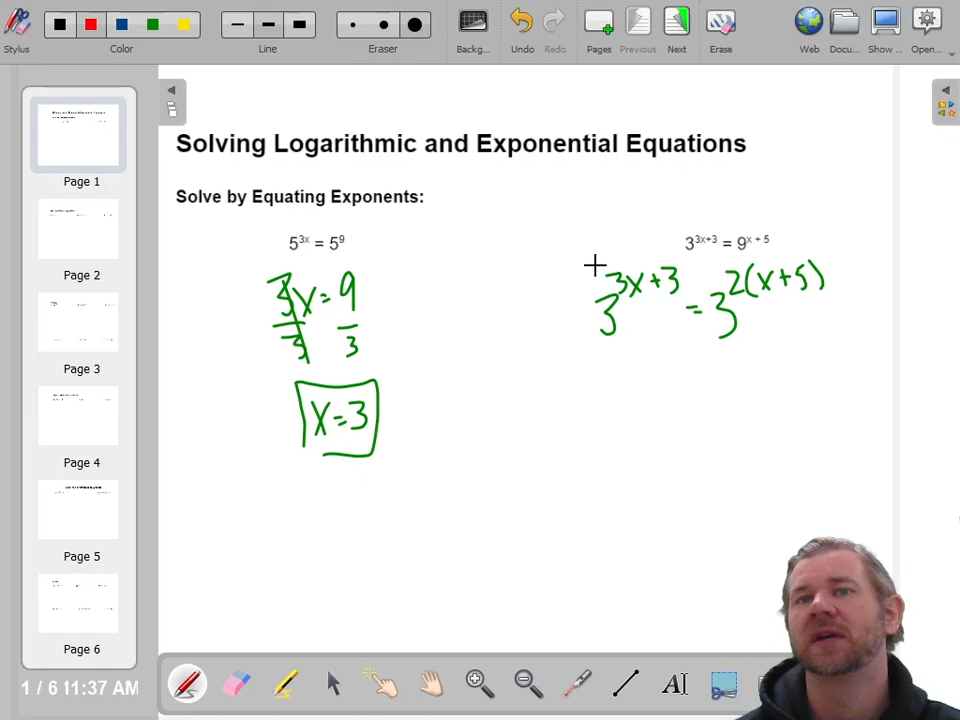 Stylus
Color
Line
Eraser
Backg...
Undo
Redo
Pages
Previous
Next
Erase
Web
Docu...
Show ...
Open...
Page 1
Page 2
Page 3
Page 4
Page 5
Page 6
Solving Logarithmic and Exponential Equations
Solve by Equating Exponents:
5^{3x} = 5^{9}
3x = 9
3 3
x = 3
3^{3x+3} = 9^{x + 5}
3^{3x+3} = 3^{2(x+5)}
1 / 6 11:37 AM